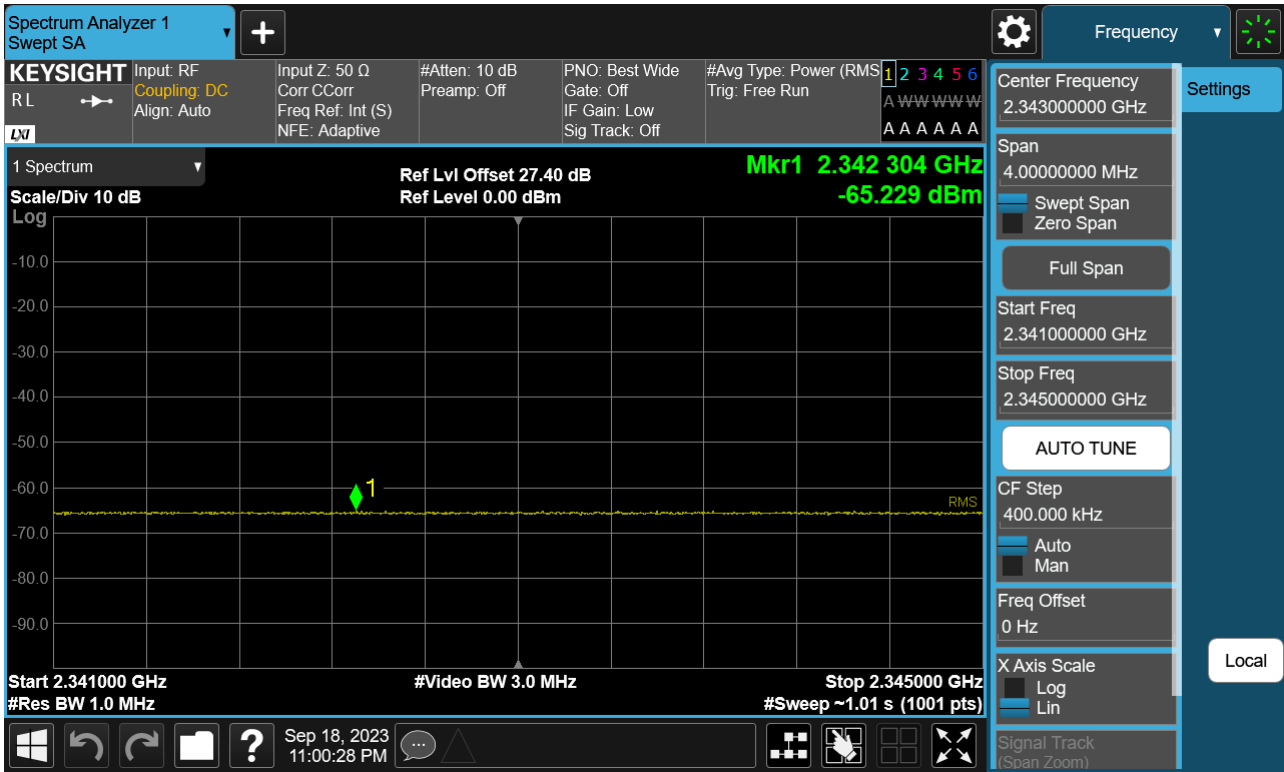 Spectrum Analyzer 1
Swept SA
+
Frequency
KEYSIGHT
RL
LXI
Input: RF
Coupling: DC
Align: Auto
Input Z: 50 Ω
Corr CCorr
Freq Ref: Int (S)
NFE: Adaptive
#Atten: 10 dB
Preamp: Off
PNO: Best Wide
Gate: Off
IF Gain: Low
Sig Track: Off
#Avg Type: Power (RMS
Trig: Free Run
1 2 3 4 5 6
A W W W W W
A A A A A A
1 Spectrum
Scale/Div 10 dB
Log
Ref Lvl Offset 27.40 dB
Ref Level 0.00 dBm
Mkr1 2.342 304 GHz
-65.229 dBm
-10.0
-20.0
-30.0
-40.0
-50.0
-60.0
-70.0
-80.0
-90.0
1
RMS
Start 2.341000 GHz
#Res BW 1.0 MHz
#Video BW 3.0 MHz
Stop 2.345000 GHz
#Sweep ~1.01 s (1001 pts)
Center Frequency
2.343000000 GHz
Span
4.00000000 MHz
Swept Span
Zero Span
Full Span
Start Freq
2.341000000 GHz
Stop Freq
2.345000000 GHz
AUTO TUNE
CF Step
400.000 kHz
Auto
Man
Freq Offset
0 Hz
X Axis Scale
Log
Lin
Signal Track
(Span Zoom)
Settings
Local
?
Sep 18, 2023
11:00:28 PM